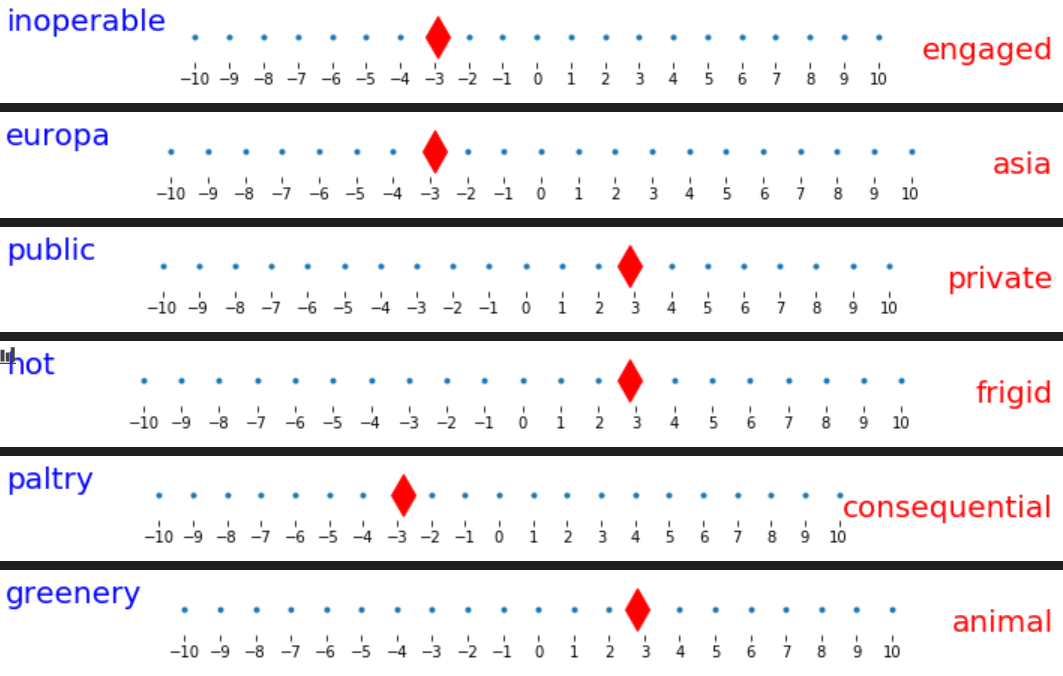 inoperable
−10 −9 −8 −7 −6 −5 −4 −3 −2 −1 0 1 2 3 4 5 6 7 8 9 10
engaged
europa
−10 −9 −8 −7 −6 −5 −4 −3 −2 −1 0 1 2 3 4 5 6 7 8 9 10
asia
public
−10 −9 −8 −7 −6 −5 −4 −3 −2 −1 0 1 2 3 4 5 6 7 8 9 10
private
hot
−10 −9 −8 −7 −6 −5 −4 −3 −2 −1 0 1 2 3 4 5 6 7 8 9 10
frigid
paltry
−10 −9 −8 −7 −6 −5 −4 −3 −2 −1 0 1 2 3 4 5 6 7 8 9 10
consequential
greenery
−10 −9 −8 −7 −6 −5 −4 −3 −2 −1 0 1 2 3 4 5 6 7 8 9 10
animal